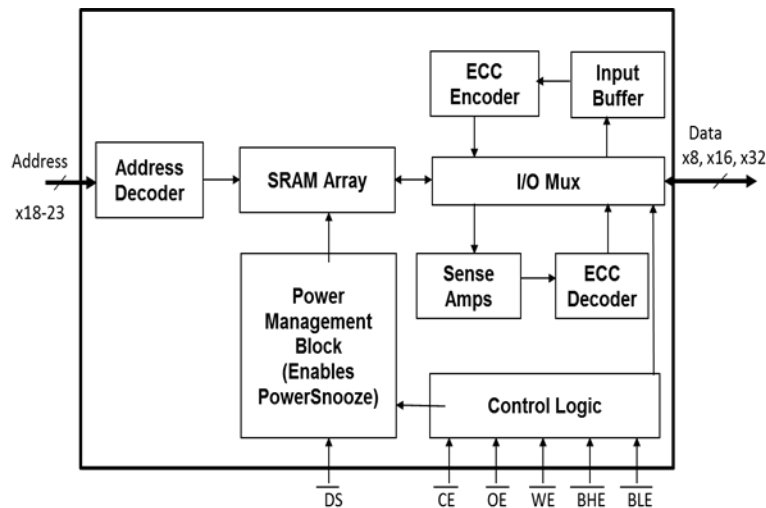 ECC
Encoder
Input
Buffer
Data
x8, x16, x32
Address
x18-23
Address
Decoder
SRAM Array
I/O Mux
Sense
Amps
ECC
Decoder
Power
Management
Block
(Enables
PowerSnooze)
Control Logic
DS
CE
OE
WE
BHE
BLE